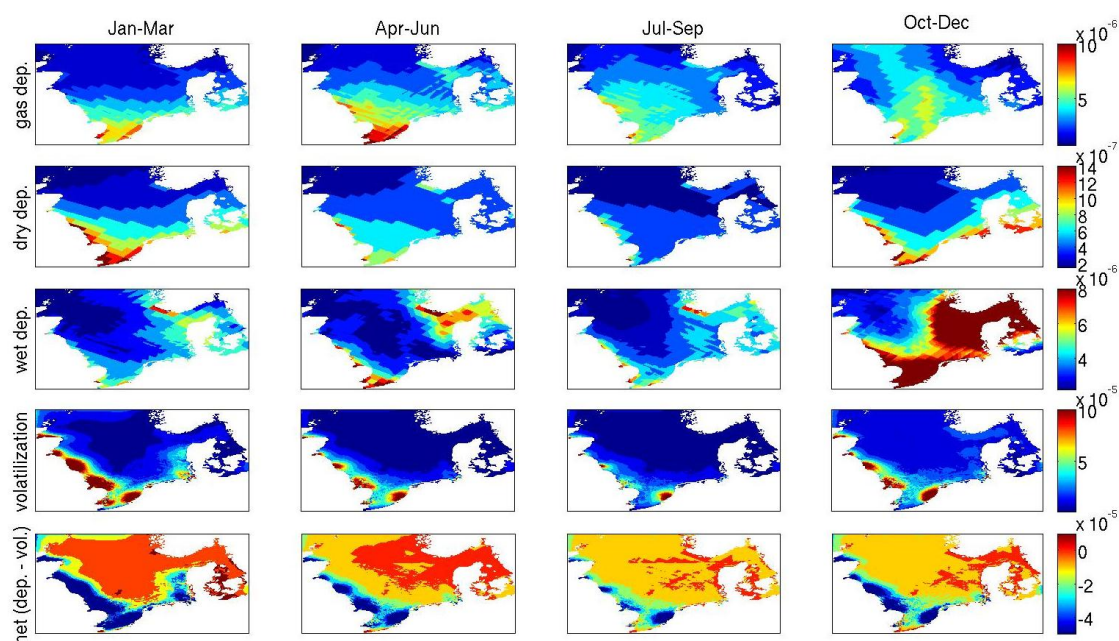 Jan-Mar Apr-Jun Jul-Sep Oct-Dec
x 10-6
gas dep.
10
5
x 10-7
dry dep.
14
12
10
8
6
4
2
x 10-6
wet dep.
8
6
4
x 10-5
volatilization
10
5
x 10-5
net (dep. - vol.)
0
-2
-4